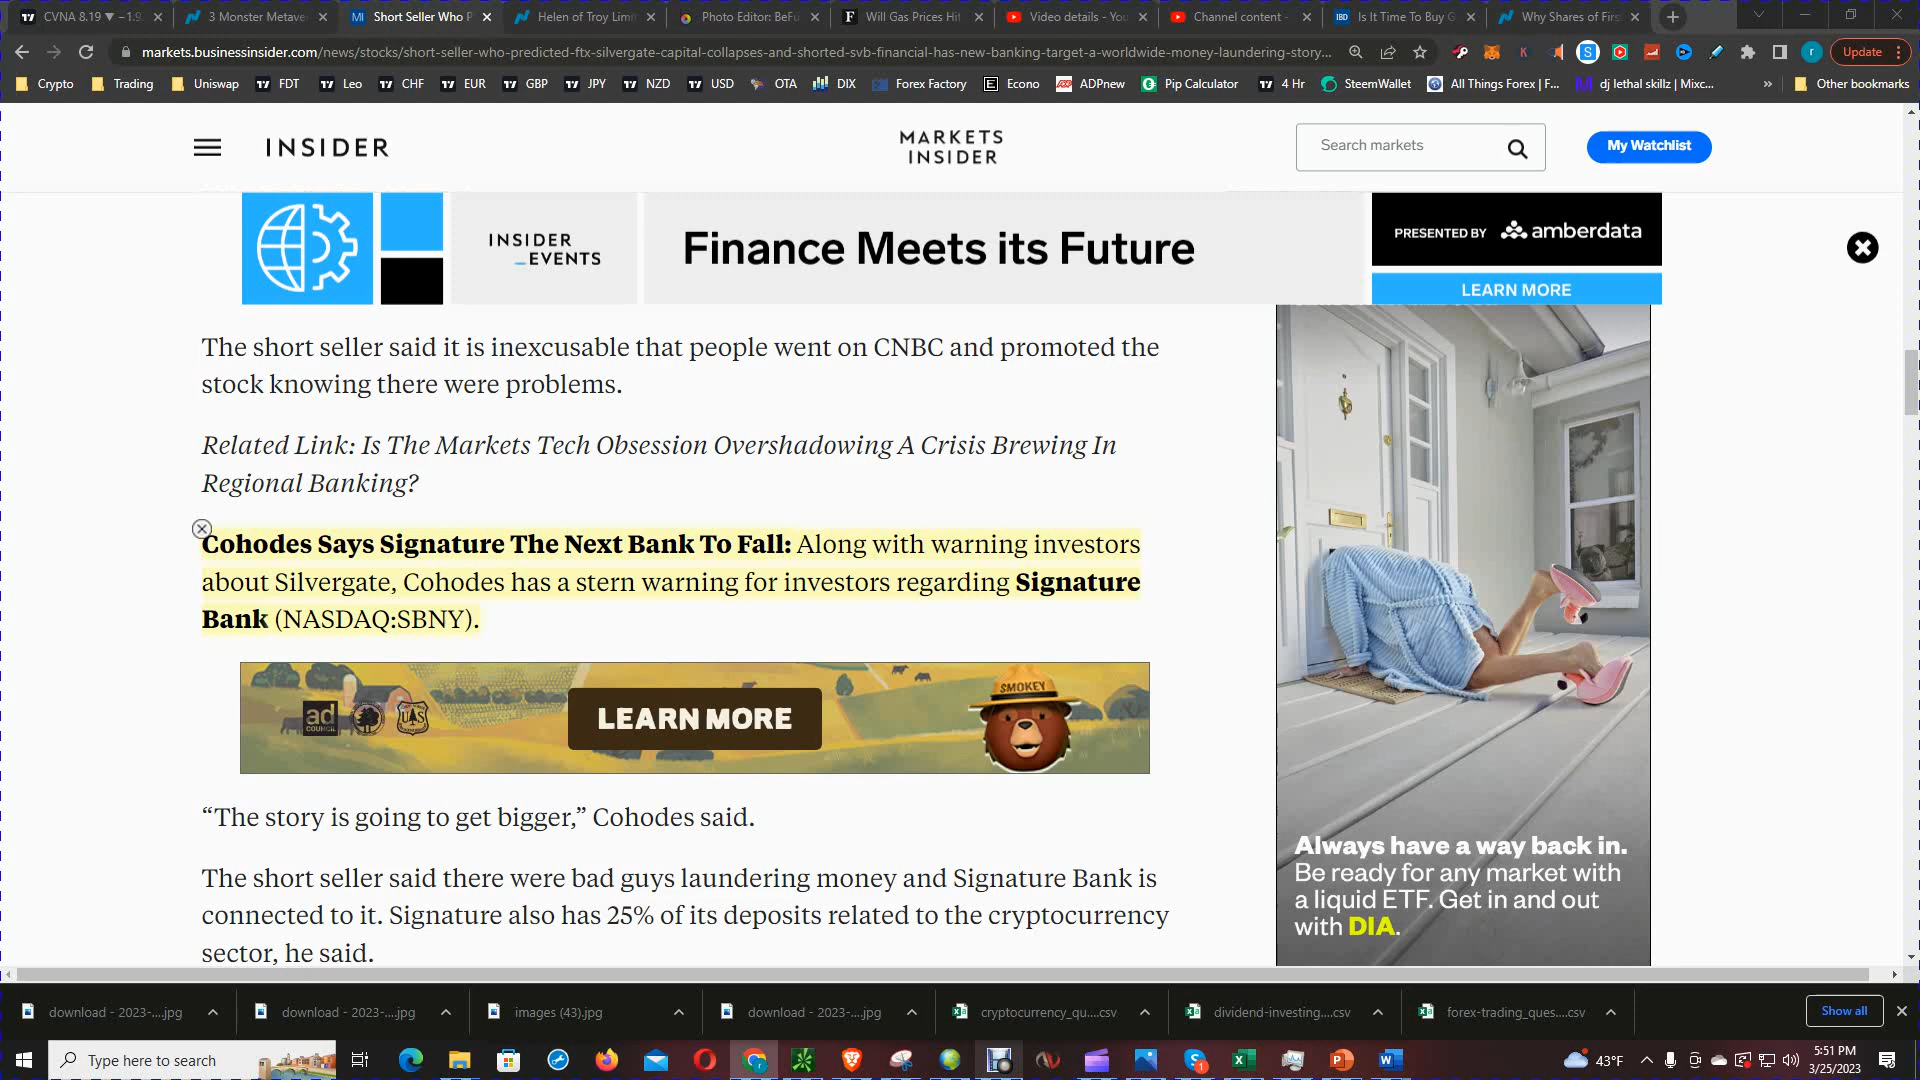 CVNA 8.19 ▼ −1.9.
3 Monster Metave
Short Seller Who P
Helen of Troy Limi
Photo Editor: BeFu
Will Gas Prices Hit
Video details - You
Channel content -
Is It Time To Buy G
Why Shares of Firs
markets.businessinsider.com/news/stocks/short-seller-who-predicted-ftx-silvergate-capital-collapses-and-shorted-svb-financial-has-new-banking-target-a-worldwide-money-laundering-story...
Update
Crypto
Trading
Uniswap
FDT
Leo
CHF
EUR
GBP
JPY
NZD
USD
OTA
DIX
Forex Factory
Econo
ADPnew
Pip Calculator
4 Hr
SteemWallet
All Things Forex | F...
dj lethal skillz | Mixc...
»
Other bookmarks
INSIDER
MARKETS
INSIDER
Search markets
My Watchlist
INSIDER
_EVENTS
Finance Meets its Future
PRESENTED BY amberdata
LEARN MORE
The short seller said it is inexcusable that people went on CNBC and promoted the
stock knowing there were problems.
Related Link: Is The Markets Tech Obsession Overshadowing A Crisis Brewing In
Regional Banking?
Cohodes Says Signature The Next Bank To Fall: Along with warning investors
about Silvergate, Cohodes has a stern warning for investors regarding Signature
Bank (NASDAQ:SBNY).
ad
COUNCIL
UAS
LEARN MORE
SMOKEY
“The story is going to get bigger,” Cohodes said.
The short seller said there were bad guys laundering money and Signature Bank is
connected to it. Signature also has 25% of its deposits related to the cryptocurrency
sector, he said.
Always have a way back in.
Be ready for any market with
a liquid ETF. Get in and out
with DIA.
download - 2023-....jpg
download - 2023-....jpg
images (43).jpg
download - 2023-....jpg
cryptocurrency_qu....csv
dividend-investing....csv
forex-trading_ques....csv
Show all
Type here to search
43°F
5:51 PM
3/25/2023